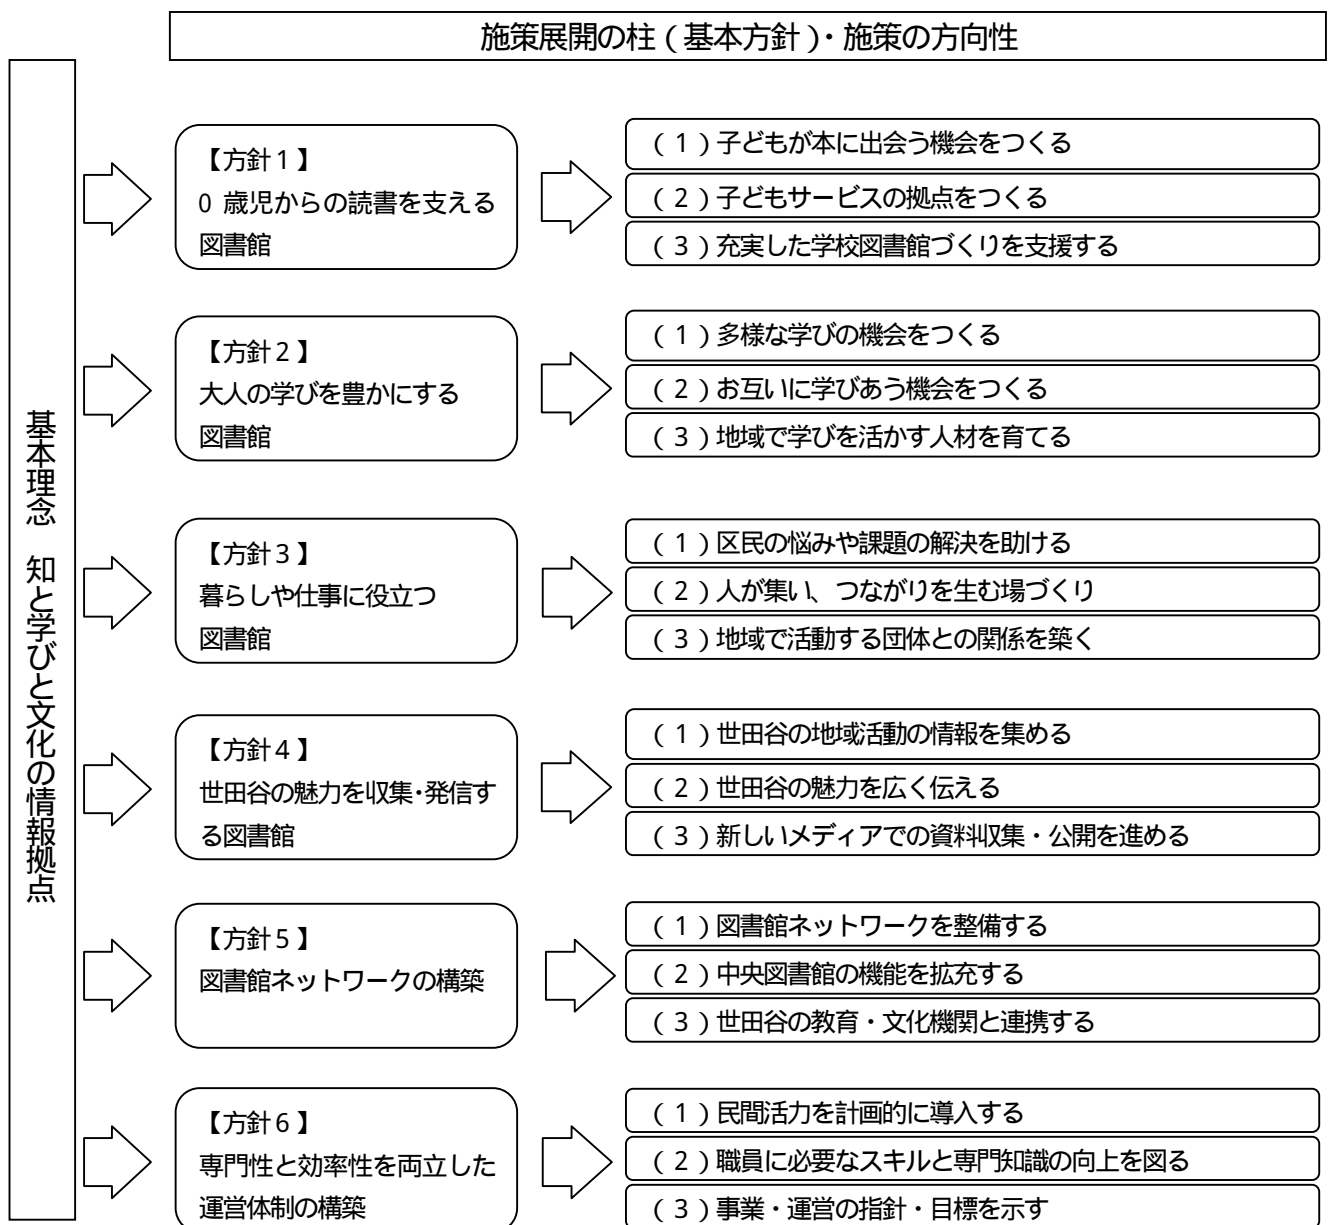 施策展開の柱(基本方針)・施策の方向性
基本理念 知と学びと文化の情報拠点
【方針1】
0 歳児からの読書を支える
図書館
(1)子どもが本に出会う機会をつくる
(2)子どもサービスの拠点をつくる
(3)充実した学校図書館づくりを支援する
【方針2】
大人の学びを豊かにする
図書館
(1)多様な学びの機会をつくる
(2)お互いに学びあう機会をつくる
(3)地域で学びを活かす人材を育てる
【方針3】
暮らしや仕事に役立つ
図書館
(1)区民の悩みや課題の解決を助ける
(2)人が集い、つながりを生む場づくり
(3)地域で活動する団体との関係を築く
【方針4】
世田谷の魅力を収集・発信す
る図書館
(1)世田谷の地域活動の情報を集める
(2)世田谷の魅力を広く伝える
(3)新しいメディアでの資料収集・公開を進める
【方針5】
図書館ネットワークの構築
(1)図書館ネットワークを整備する
(2)中央図書館の機能を拡充する
(3)世田谷の教育・文化機関と連携する
【方針6】
専門性と効率性を両立した
運営体制の構築
(1)民間活力を計画的に導入する
(2)職員に必要なスキルと専門知識の向上を図る
(3)事業・運営の指針・目標を示す